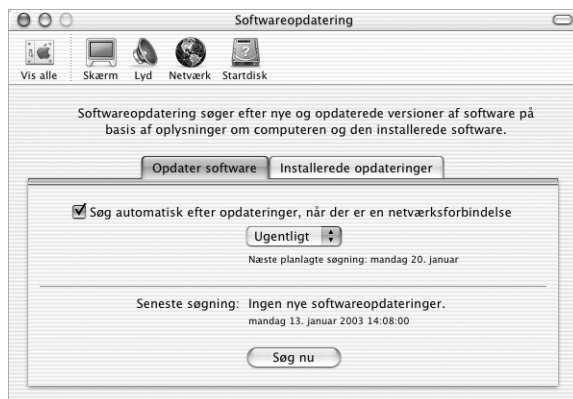 Softwareopdatering
Vis alle Skærm Lyd Netværk Startdisk
Softwareopdatering søger efter nye og opdaterede versioner af software på
basis af oplysninger om computeren og den installerede software.
Opdater software Installerede opdateringer
Søg automatisk efter opdateringer, når der er en netværksforbindelse
Ugentligt
Næste planlagte søgning: mandag 20. januar
Seneste søgning: Ingen nye softwareopdateringer.
mandag 13. januar 2003 14:08:00
Søg nu